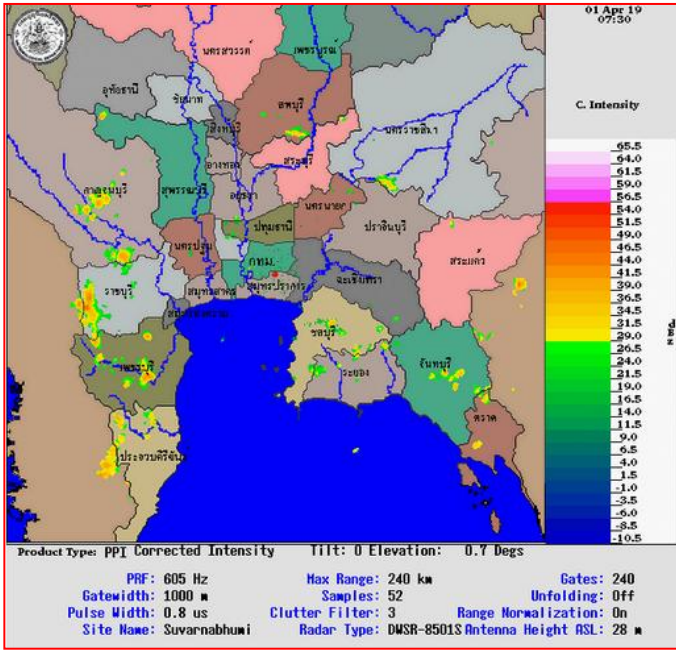 01 Apr 19
07:30
C. Intensity
นครสวรรค์
เพชรบูรณ์
อุทัยธานี
ชัยนาท
ลพบุรี
สิงหบุรี
นครราชสีมา
อ่างทอง
สระบุรี
กาญจนบุรี
สุพรรณบุรี
อยุธยา
นครนายก
ปราจีนบุรี
ปทุมธานี
นครปฐม
กทม.
สระแก้ว
ฉะเชิงเทรา
ราชบุรี
สมุทรสาคร
สมุทรปราการ
ชลบุรี
เพชรบุรี
ระยอง
จันทบุรี
ตราด
ประจวบคีรีขันธ์
65.5
64.0
61.5
59.0
56.5
54.0
51.5
49.0
46.5
44.0
41.5
39.0
36.5
34.0
31.5
29.0
26.5
24.0
21.5
19.0
16.5
14.0
11.5
9.0
6.5
4.0
1.5
-1.0
-3.5
-6.0
-8.5
-10.5
Product Type: PPI Corrected Intensity Tilt: 0 Elevation: 0.7 Degs
PRF: 605 Hz Max Range: 240 km Gates: 240
Gatewidth: 1000 m Samples: 52 Unfolding: Off
Pulse Width: 0.8 us Clutter Filter: 3 Range Normalization: On
Site Name: Suvarnabhumi Radar Type: DWSR-8501S Antenna Height ASL: 28 m